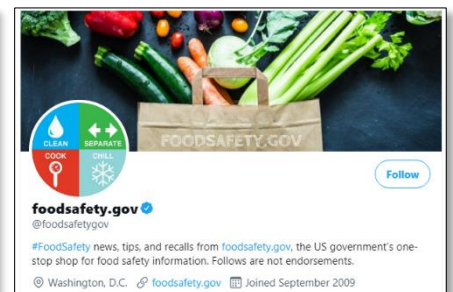 FOODSAFETY.GOV
CLEAN SEPARATE
COOK CHILL
Follow
foodsafety.gov
@foodsafetygov
#FoodSafety news, tips, and recalls from foodsafety.gov, the US government's one-
stop shop for food safety information. Follows are not endorsements.
Washington, D.C. foodsafety.gov Joined September 2009